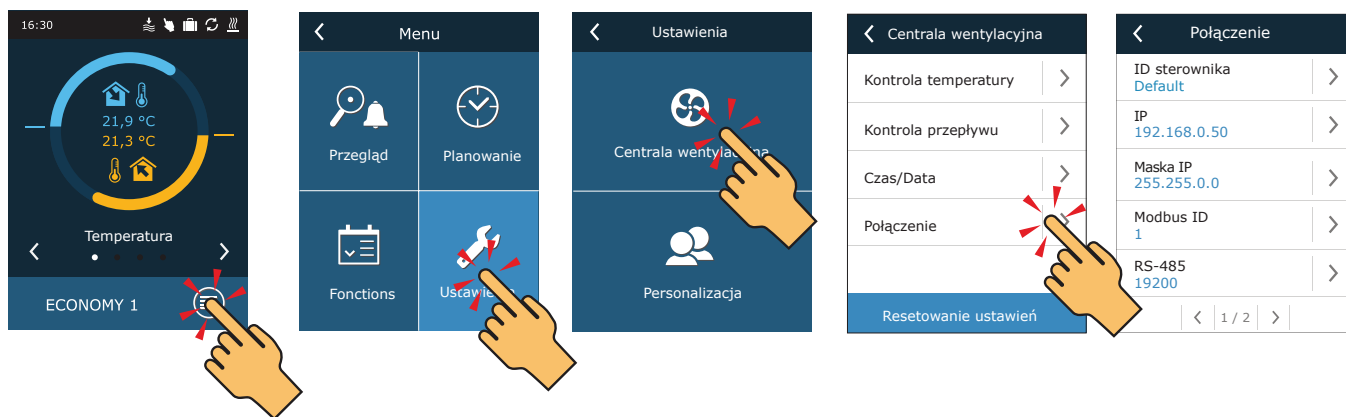 16:30
21,9 °C
21,3 °C
Temperatura
ECONOMY 1
Menu
Przegląd
Planowanie
Fonctions
Ustawienia
Ustawienia
Centrala wentylacyjna
Personalizacja
Centrala wentylacyjna
Kontrola temperatury
Kontrola przepływu
Czas/Data
Połączenie
Resetowanie ustawień
Połączenie
ID sterownika
Default
IP
192.168.0.50
Maska IP
255.255.0.0
Modbus ID
1
RS-485
19200
1 / 2